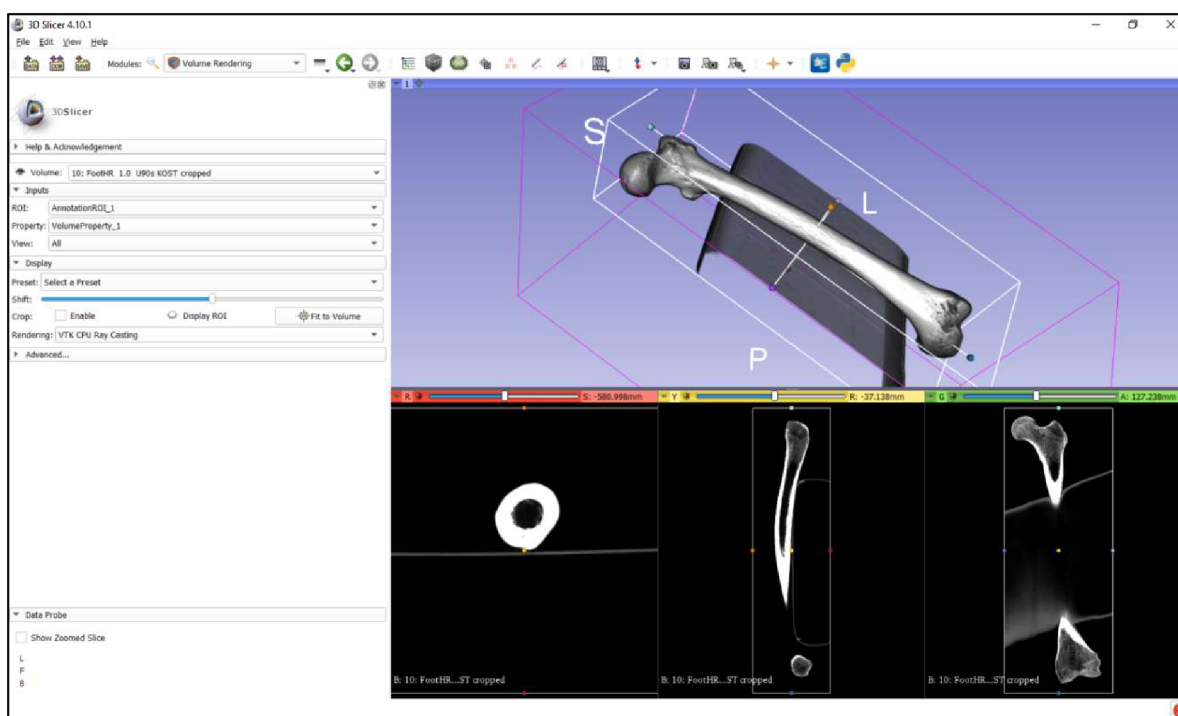 3D Slicer 4.10.1
File Edit View Help
Modules: Volume Rendering
1
3DSlicer
Help & Acknowledgement
Volume: 10: FootHR 1.0 U90s KOST cropped
Inputs
ROI: AnnotationROI_1
Property: VolumeProperty_1
View: All
Display
Preset: Select a Preset
Shift:
Crop: Enable Display ROI Fit to Volume
Rendering: VTK CPU Ray Casting
Advanced...
S
L
P
R S: -580.998mm
Y R: -37.138mm
G A: 127.238mm
B: 10: FootHR...ST cropped
B: 10: FootHR...ST cropped
B: 10: FootHR...ST cropped
Data Probe
Show Zoomed Slice
L
F
B